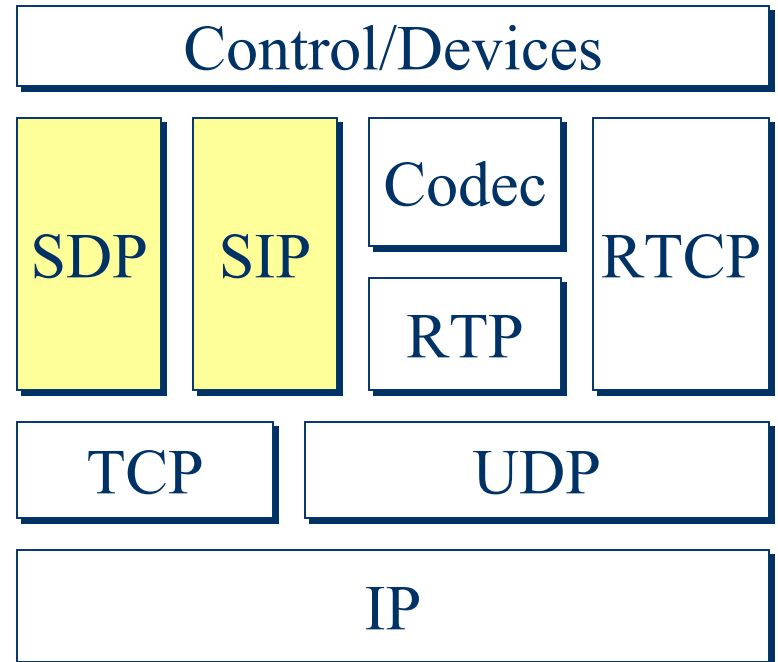 Control/Devices
SDP
SIP
Codec
RTP
RTCP
TCP
UDP
IP